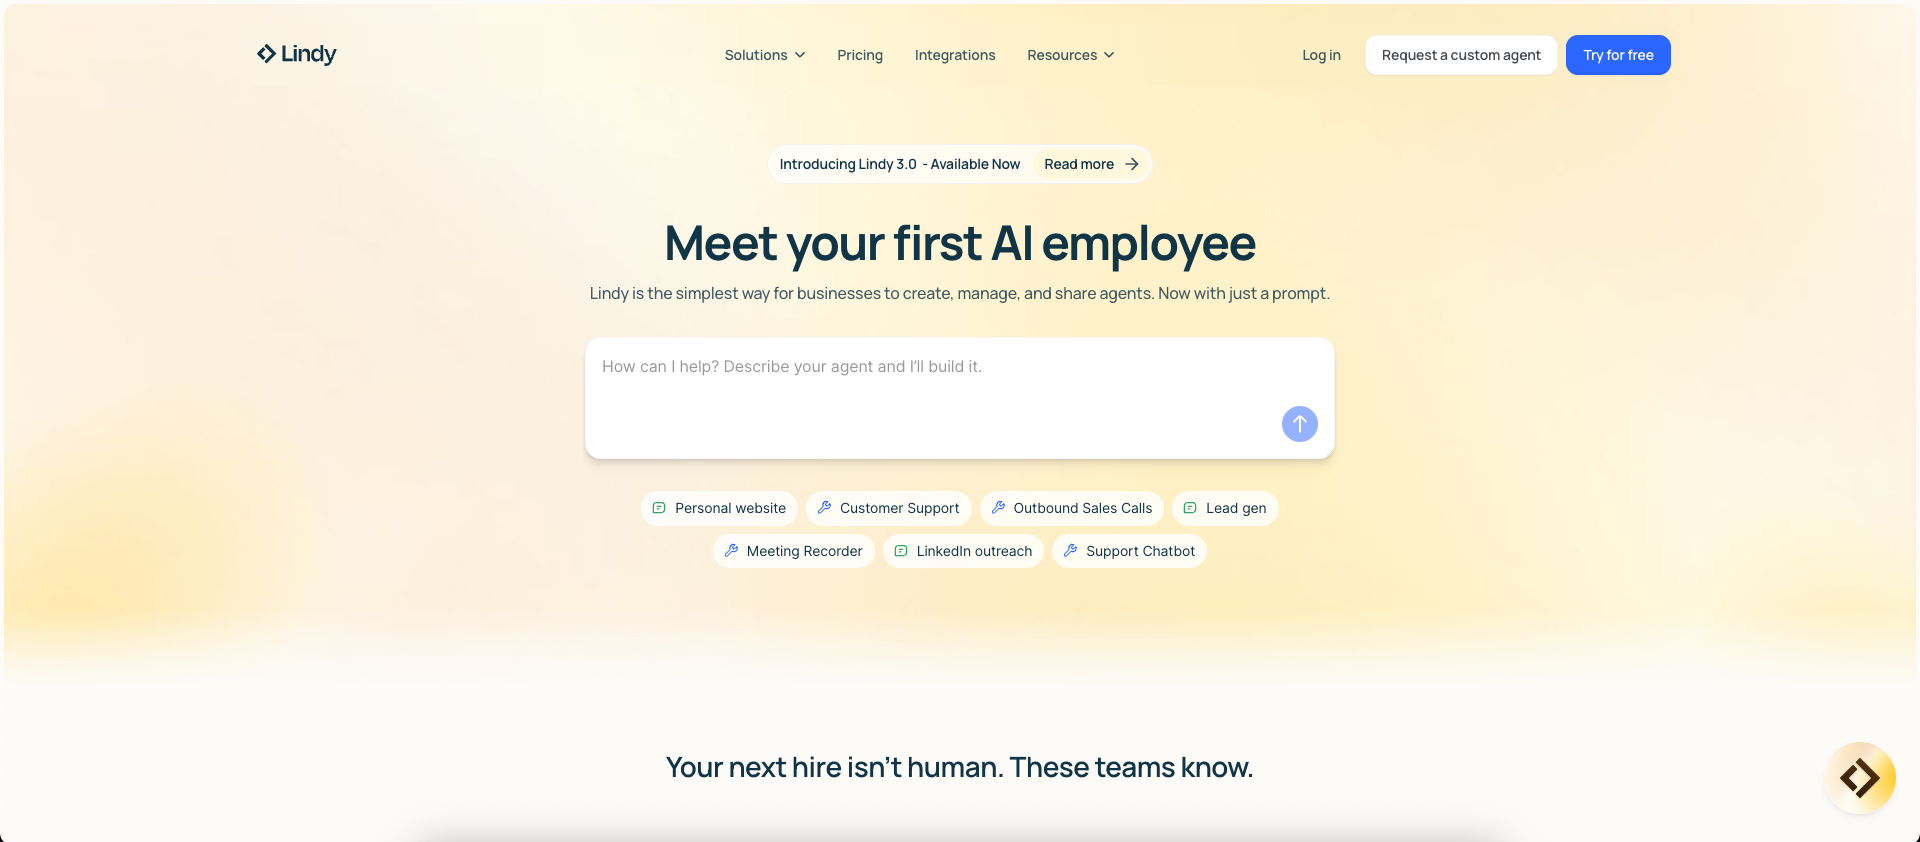 Lindy
Solutions
Pricing
Integrations
Resources
Log in
Request a custom agent
Try for free
Introducing Lindy 3.0 - Available Now
Read more
Meet your first AI employee
Lindy is the simplest way for businesses to create, manage, and share agents. Now with just a prompt.
How can I help? Describe your agent and I'll build it.
Personal website
Customer Support
Outbound Sales Calls
Lead gen
Meeting Recorder
LinkedIn outreach
Support Chatbot
Your next hire isn’t human. These teams know.